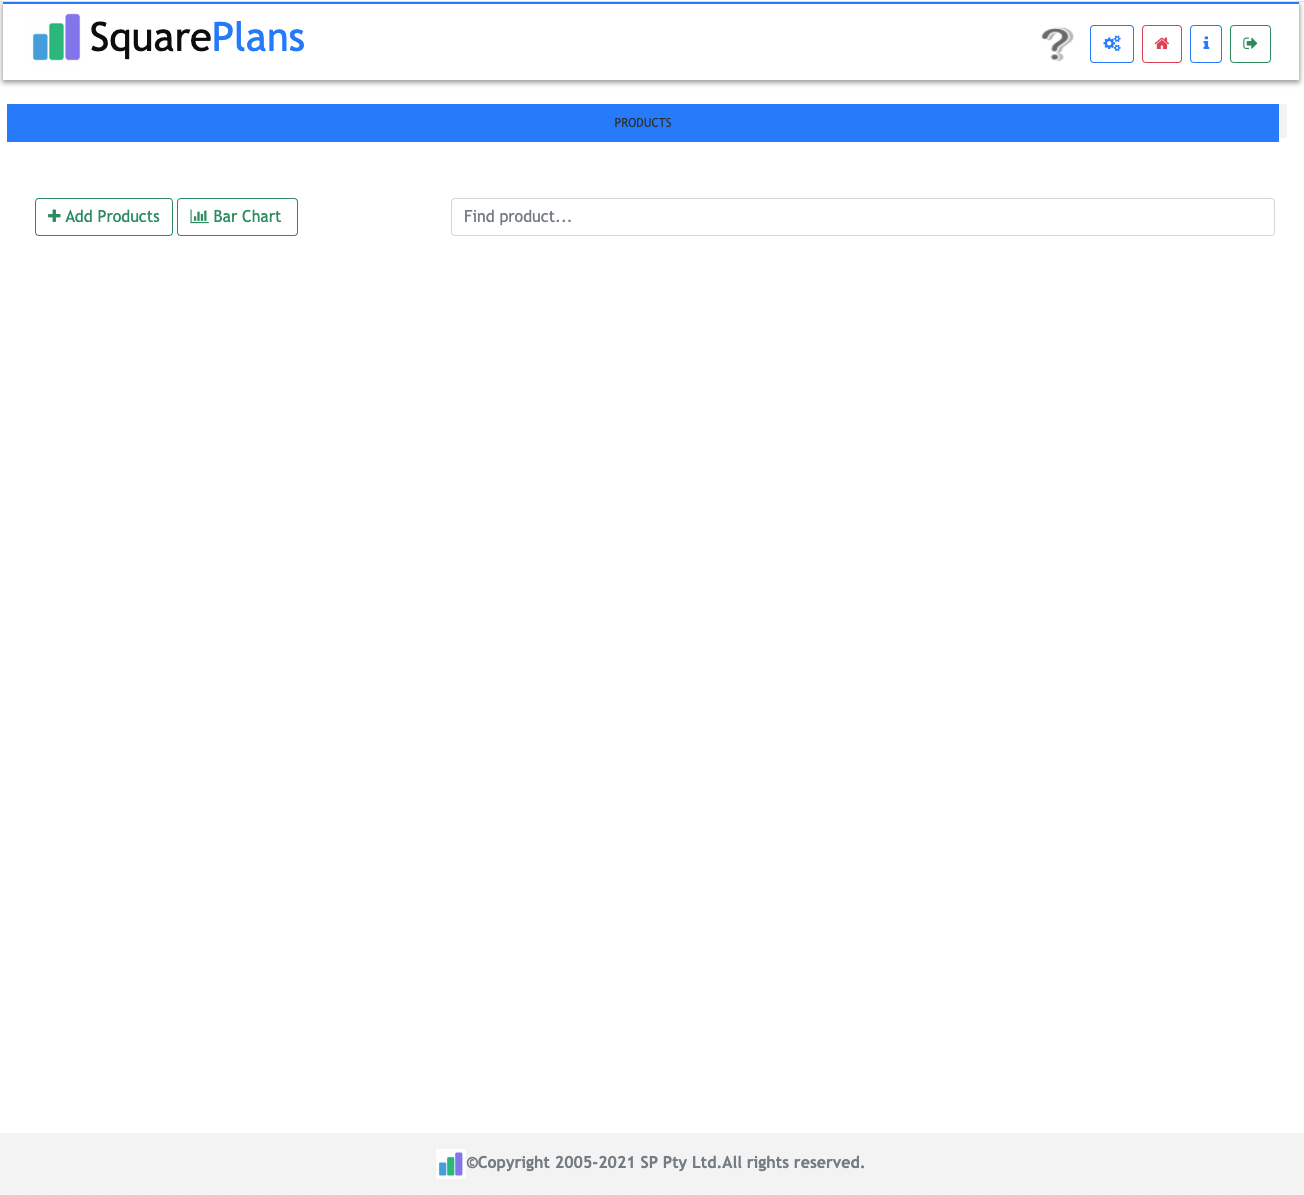 SquarePlans
PRODUCTS
Add Products
Bar Chart
Find product...
©Copyright 2005-2021 SP Pty Ltd.All rights reserved.